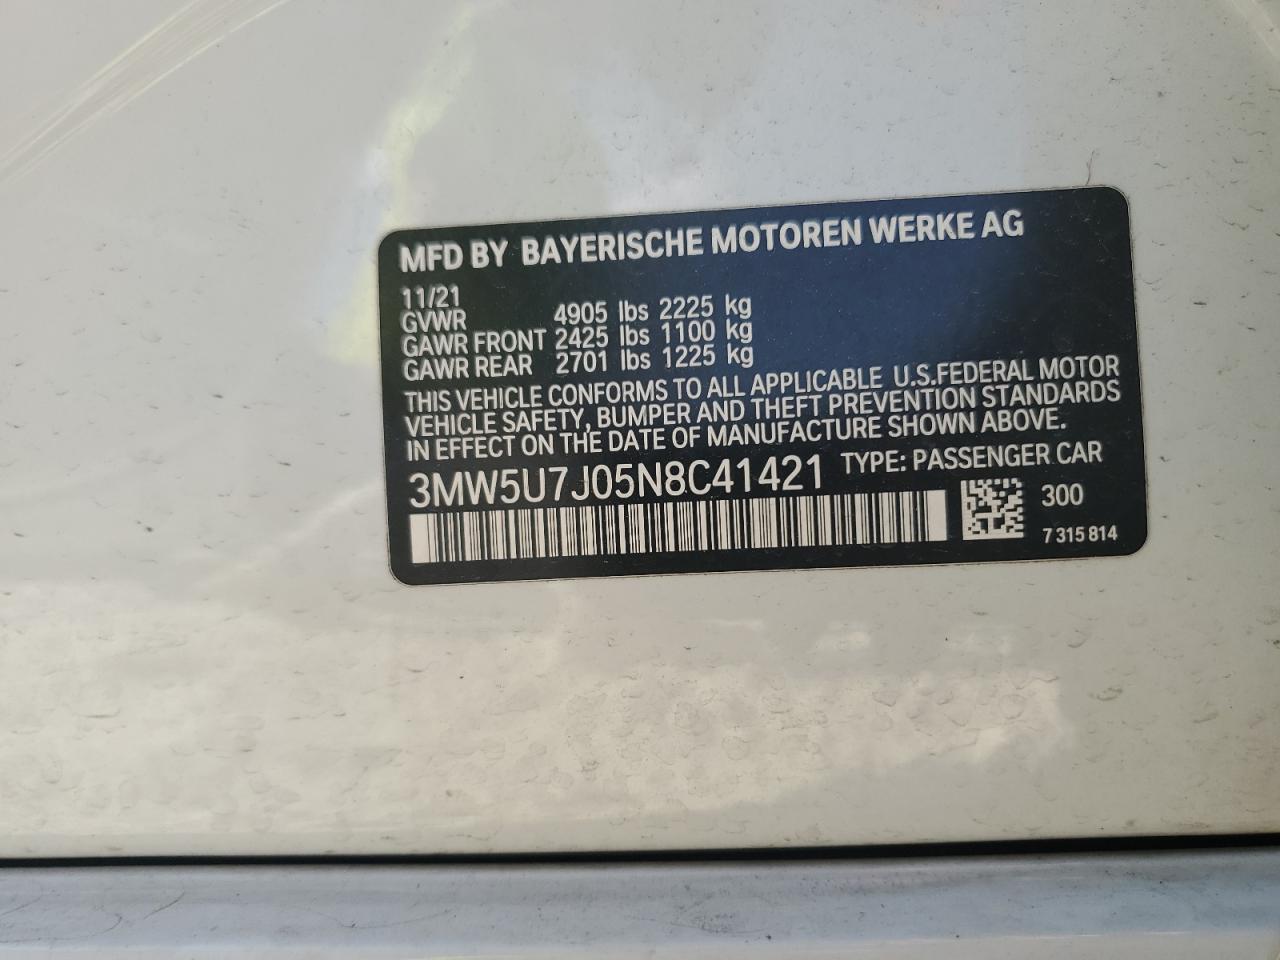 MFD BY BAYERISCHE MOTOREN WERKE AG
11/21
GVWR 4905 lbs 2225 kg
GAWR FRONT 2425 lbs 1100 kg
GAWR REAR 2701 lbs 1225 kg
THIS VEHICLE CONFORMS TO ALL APPLICABLE U.S.FEDERAL MOTOR
VEHICLE SAFETY, BUMPER AND THEFT PREVENTION STANDARDS
IN EFFECT ON THE DATE OF MANUFACTURE SHOWN ABOVE.
3MW5U7J05N8C41421 TYPE: PASSENGER CAR
300
7 315 814